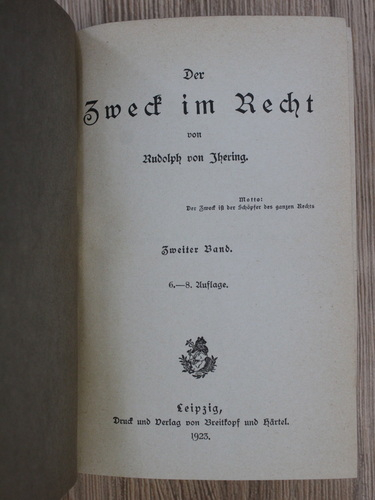 Der
Zweck im Recht
von
Rudolph von Jhering.
Motto:
Der Zweck ist der Schöpfer des ganzen Rechts
Zweiter Band.
6.—8. Auflage.
Leipzig,
Druck und Verlag von Breitkopf und Härtel.
1923.